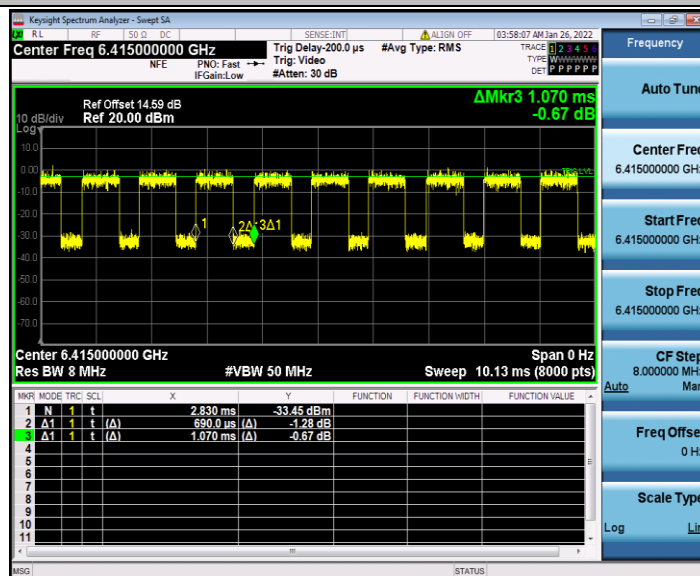 Keysight Spectrum Analyzer - Swept SA
RL RF 50 Ω DC SENSE:INT ALIGN OFF 03:58:07 AM Jan 26, 2022
Center Freq 6.415000000 GHz
NFE PNO: Fast IFGain:Low
Trig Delay-200.0 µs #Avg Type: RMS
Trig: Video
#Atten: 30 dB
TRACE 1 2 3 4 5 6
TYPE WWWWWW
DET P P P P P P
Ref Offset 14.59 dB
10 dB/div Ref 20.00 dBm
ΔMkr3 1.070 ms
-0.67 dB
Log
10.0
0.00
TRIG LVL
-10.0
-20.0
-30.0
1 2Δ1 3Δ1
-40.0
-50.0
-60.0
-70.0
Center 6.415000000 GHz Span 0 Hz
Res BW 8 MHz #VBW 50 MHz Sweep 10.13 ms (8000 pts)
MKR MODE TRC SCL X Y FUNCTION FUNCTION WIDTH FUNCTION VALUE
1 N 1 t 2.830 ms -33.45 dBm
2 Δ1 1 t (Δ) 690.0 µs (Δ) -1.28 dB
3 Δ1 1 t (Δ) 1.070 ms (Δ) -0.67 dB
4
5
6
7
8
9
10
11
MSG STATUS
Frequency
Auto Tune
Center Freq
6.415000000 GHz
Start Freq
6.415000000 GHz
Stop Freq
6.415000000 GHz
CF Step
8.000000 MHz
Auto Man
Freq Offset
0 Hz
Scale Type
Log Lin